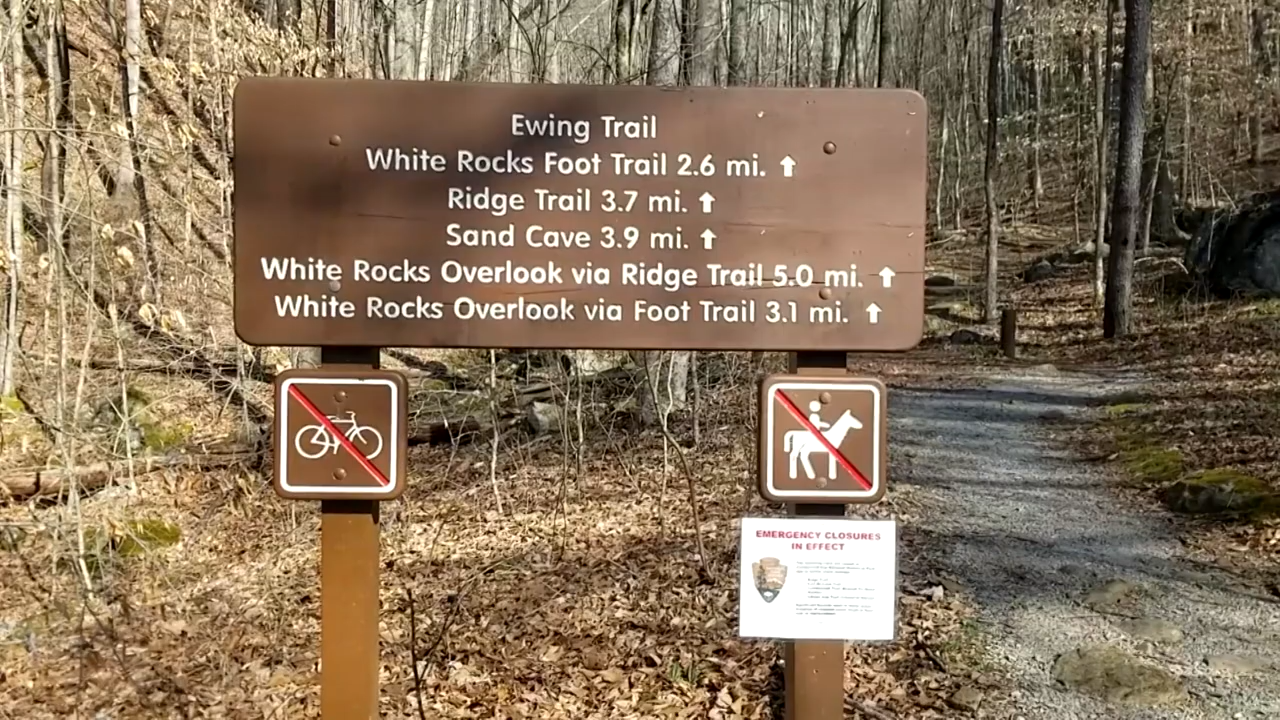 Ewing Trail
White Rocks Foot Trail 2.6 mi. ↑
Ridge Trail 3.7 mi. ↑
Sand Cave 3.9 mi. ↑
White Rocks Overlook via Ridge Trail 5.0 mi. ↑
White Rocks Overlook via Foot Trail 3.1 mi. ↑
EMERGENCY CLOSURES
IN EFFECT